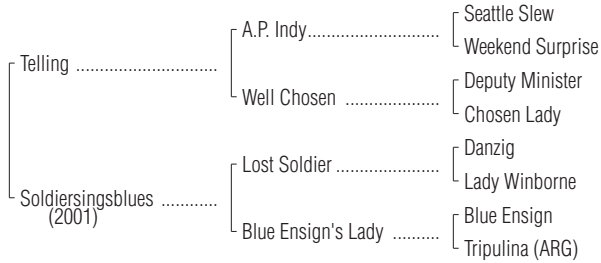 Seattle Slew
A.P. Indy........................
Weekend Surprise
Telling ............................
Deputy Minister
Well Chosen ...................
Chosen Lady
Danzig
Lost Soldier .....................
Lady Winborne
Soldiersingsblues ...........
(2001)
Blue Ensign
Blue Ensign's Lady ..........
Tripulina (ARG)